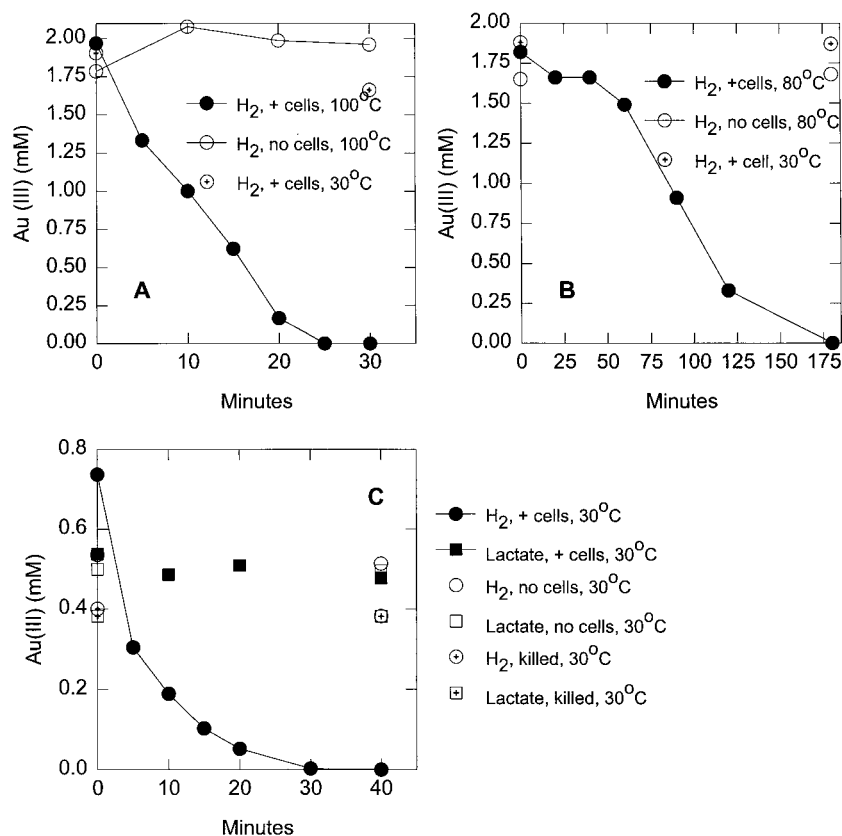 2.00
1.75
1.50
1.25
1.00
0.75
0.50
0.25
0.00
Au (III) (mM)
H2, + cells, 100°C
H2, no cells, 100°C
H2, + cells, 30°C
A
0 10 20 30
Minutes
2.00
1.75
1.50
1.25
1.00
0.75
0.50
0.25
0.00
Au(III) (mM)
H2, +cells, 80°C
H2, no cells, 80°C
H2, + cell, 30°C
B
0 25 50 75 100 125 150 175
Minutes
0.8
0.6
0.4
0.2
0.0
Au(III) (mM)
C
0 10 20 30 40
Minutes
H2, + cells, 30°C
Lactate, + cells, 30°C
H2, no cells, 30°C
Lactate, no cells, 30°C
H2, killed, 30°C
Lactate, killed, 30°C